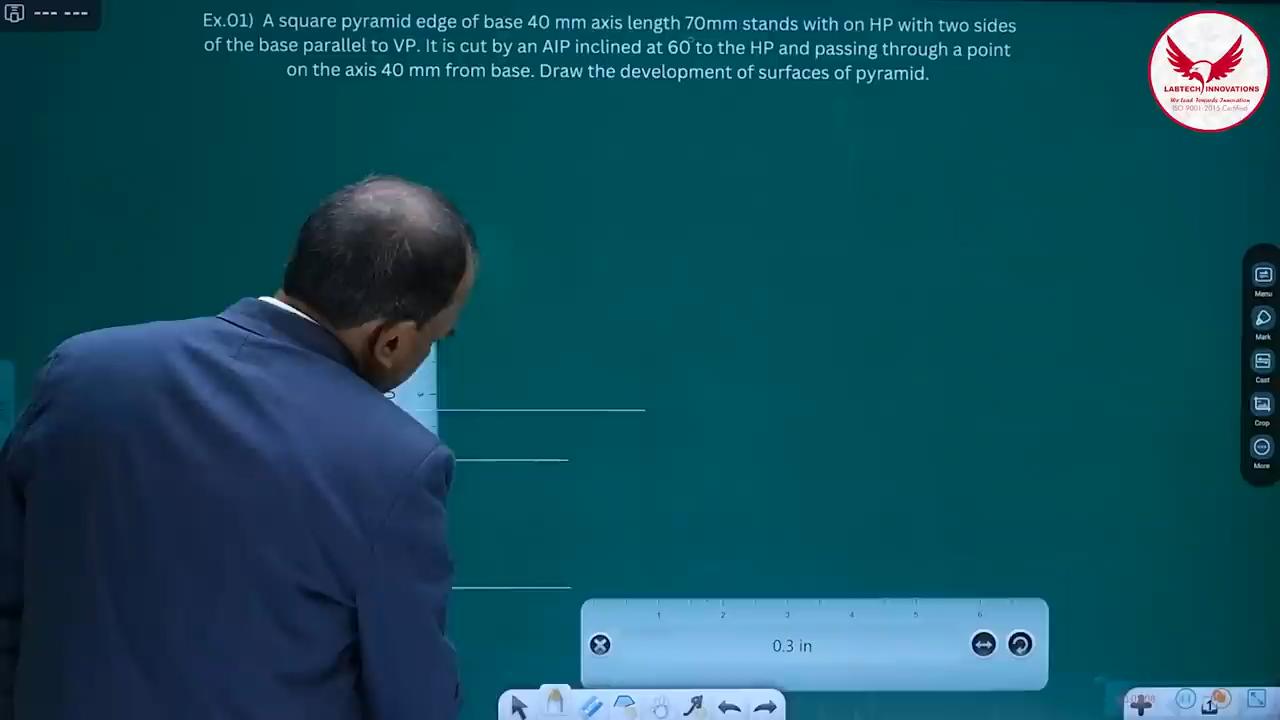 Ex.01) A square pyramid edge of base 40 mm axis length 70mm stands with on HP with two sides
of the base parallel to VP. It is cut by an AIP inclined at 60° to the HP and passing through a point
on the axis 40 mm from base. Draw the development of surfaces of pyramid.
LABTECH INNOVATIONS
We Lead Towards Innovation
ISO 9001-2015 Certified
Menu
Mark
Cast
Crop
More
1 2 3 4 5 6
0.3 in
1